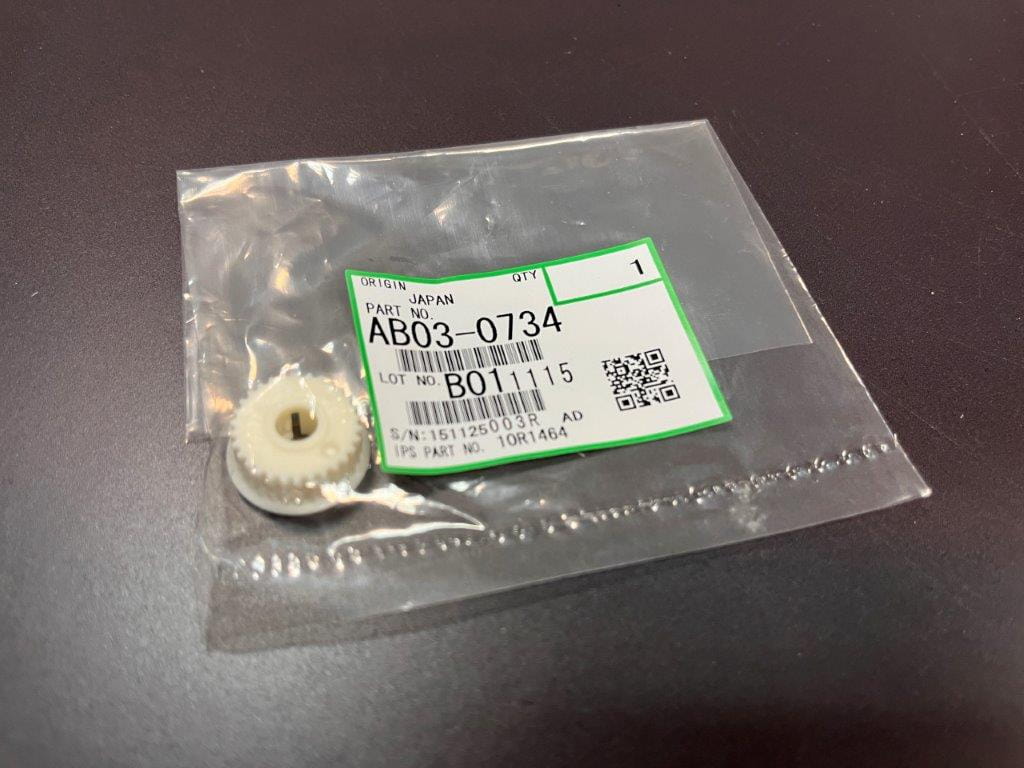 ORIGIN QTY 1
JAPAN
PART NO.
AB03-0734
LOT NO. B011115
S/N:151125003R AD
IPS PART NO. 10R1464